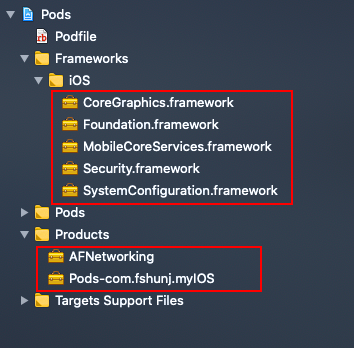 Pods
Podfile
Frameworks
iOS
CoreGraphics.framework
Foundation.framework
MobileCoreServices.framework
Security.framework
SystemConfiguration.framework
Pods
Products
AFNetworking
Pods-com.fshunj.myIOS
Targets Support Files